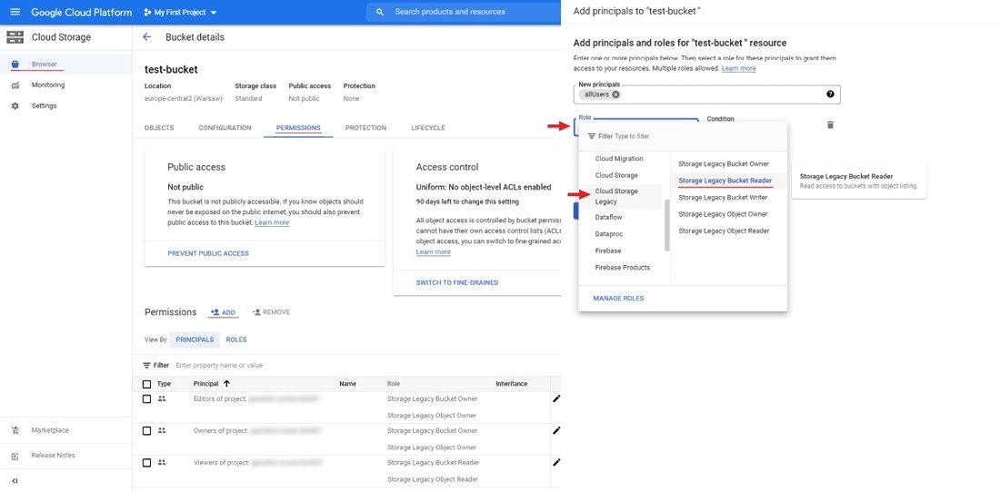 Google Cloud Platform
My First Project
Search products and resources
Cloud Storage
Browser
Monitoring
Settings
Marketplace
Release Notes
Bucket details
test-bucket
Location Storage class Public access Protection
europe-central2 (Warsaw) Standard Not public None
OBJECTS CONFIGURATION PERMISSIONS PROTECTION LIFECYCLE
Public access
Not public
This bucket is not publicly accessible. If you know objects should
never be exposed on the public internet, you should also prevent
public access to this bucket. Learn more
PREVENT PUBLIC ACCESS
Access control
Uniform: No object-level ACLs enabled
90 days left to change this setting
All object access is controlled by bucket permis
cannot have their own access control lists (ACLs
object access, you can switch to fine-grained acc
Learn more
SWITCH TO FINE-GRAINED
Permissions ADD REMOVE
View By: PRINCIPALS ROLES
Filter Enter property name or value
Type Principal Name Role Inheritance
Editors of project: Storage Legacy Bucket Owner
Storage Legacy Object Owner
Owners of project: Storage Legacy Bucket Owner
Storage Legacy Object Owner
Viewers of project: Storage Legacy Bucket Reader
Storage Legacy Object Reader
Add principals to "test-bucket"
Add principals and roles for "test-bucket" resource
Enter one or more principals below. Then select a role for these principals to grant them
access to your resources. Multiple roles allowed. Learn more
New principals
allUsers
Role Condition
Filter Type to filter
Cloud Migration
Cloud Storage
Cloud Storage
Legacy
Dataflow
Dataproc
Firebase
Firebase Products
Storage Legacy Bucket Owner
Storage Legacy Bucket Reader
Storage Legacy Bucket Writer
Storage Legacy Object Owner
Storage Legacy Object Reader
MANAGE ROLES
Storage Legacy Bucket Reader
Read access to buckets with object listing.